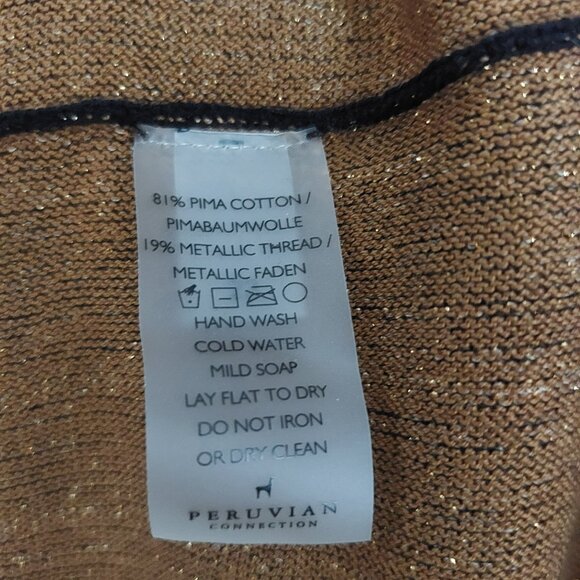 81% PIMA COTTON /
PIMABAUMWOLLE
19% METALLIC THREAD /
METALLIC FADEN
HAND WASH
COLD WATER
MILD SOAP
LAY FLAT TO DRY
DO NOT IRON
OR DRY CLEAN
PERUVIAN
CONNECTION